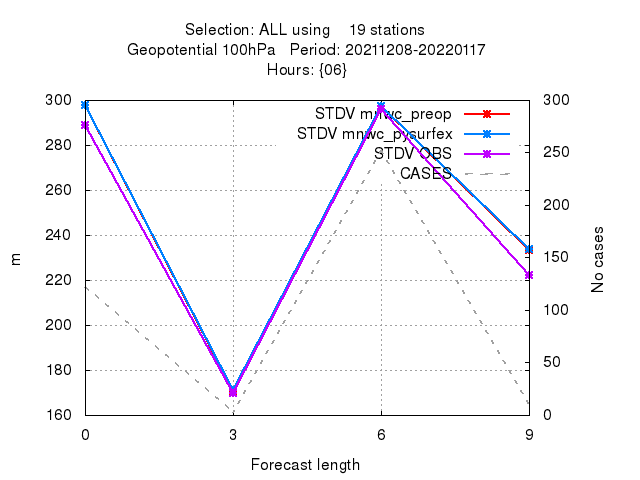 Selection: ALL using 19 stations
Geopotential 100hPa Period: 20211208-20220117
Hours: {06}
STDV mnwc_preop
STDV mnwc_pysurfex
STDV OBS
CASES
300
280
260
240
220
200
180
160
300
250
200
150
100
50
0
m
No cases
0 3 6 9
Forecast length